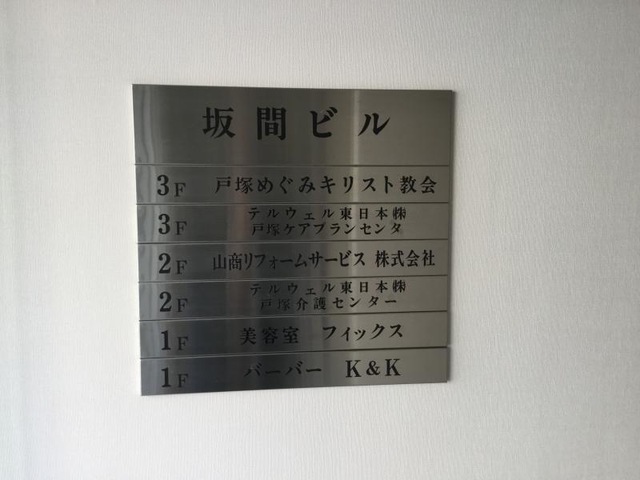 坂間ビル
3F 戸塚めぐみキリスト教会
3F テルウェル東日本㈱
戸塚ケアプランセンタ
2F 山商リフォームサービス 株式会社
2F テルウェル東日本㈱
戸塚介護センター
1F 美容室 フィックス
1F バーバー K&K